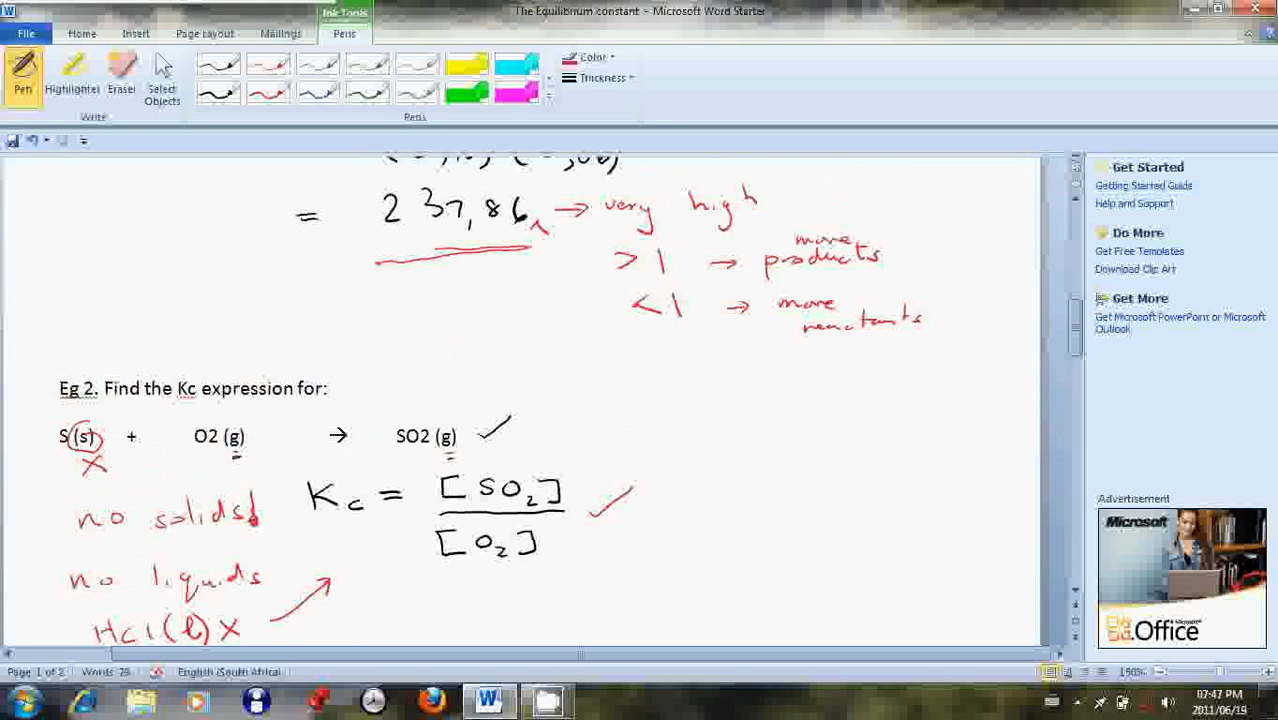 The Equilibrium constant - Microsoft Word Starter
Ink Tools
File Home Insert Page Layout Mailings Pens
Pen Highlighter Eraser Select Objects
Color
Thickness
Write
Pens
= 237,86 → very high
> 1 → more products
< 1 → more reactants
Eg 2. Find the Kc expression for:
S (s) + O2 (g) → SO2 (g) ✓
X
Kc = [SO2] ✓
[O2]
no solids!
no liquids
HCl(l) X
Get Started
Getting Started Guide
Help and Support
Do More
Get Free Templates
Download Clip Art
Get More
Get Microsoft PowerPoint or Microsoft
Outlook
Advertisement
Microsoft
Office
Page 1 of 2 Words: 29 English (South Africa) 190%
07:47 PM
2011/06/19